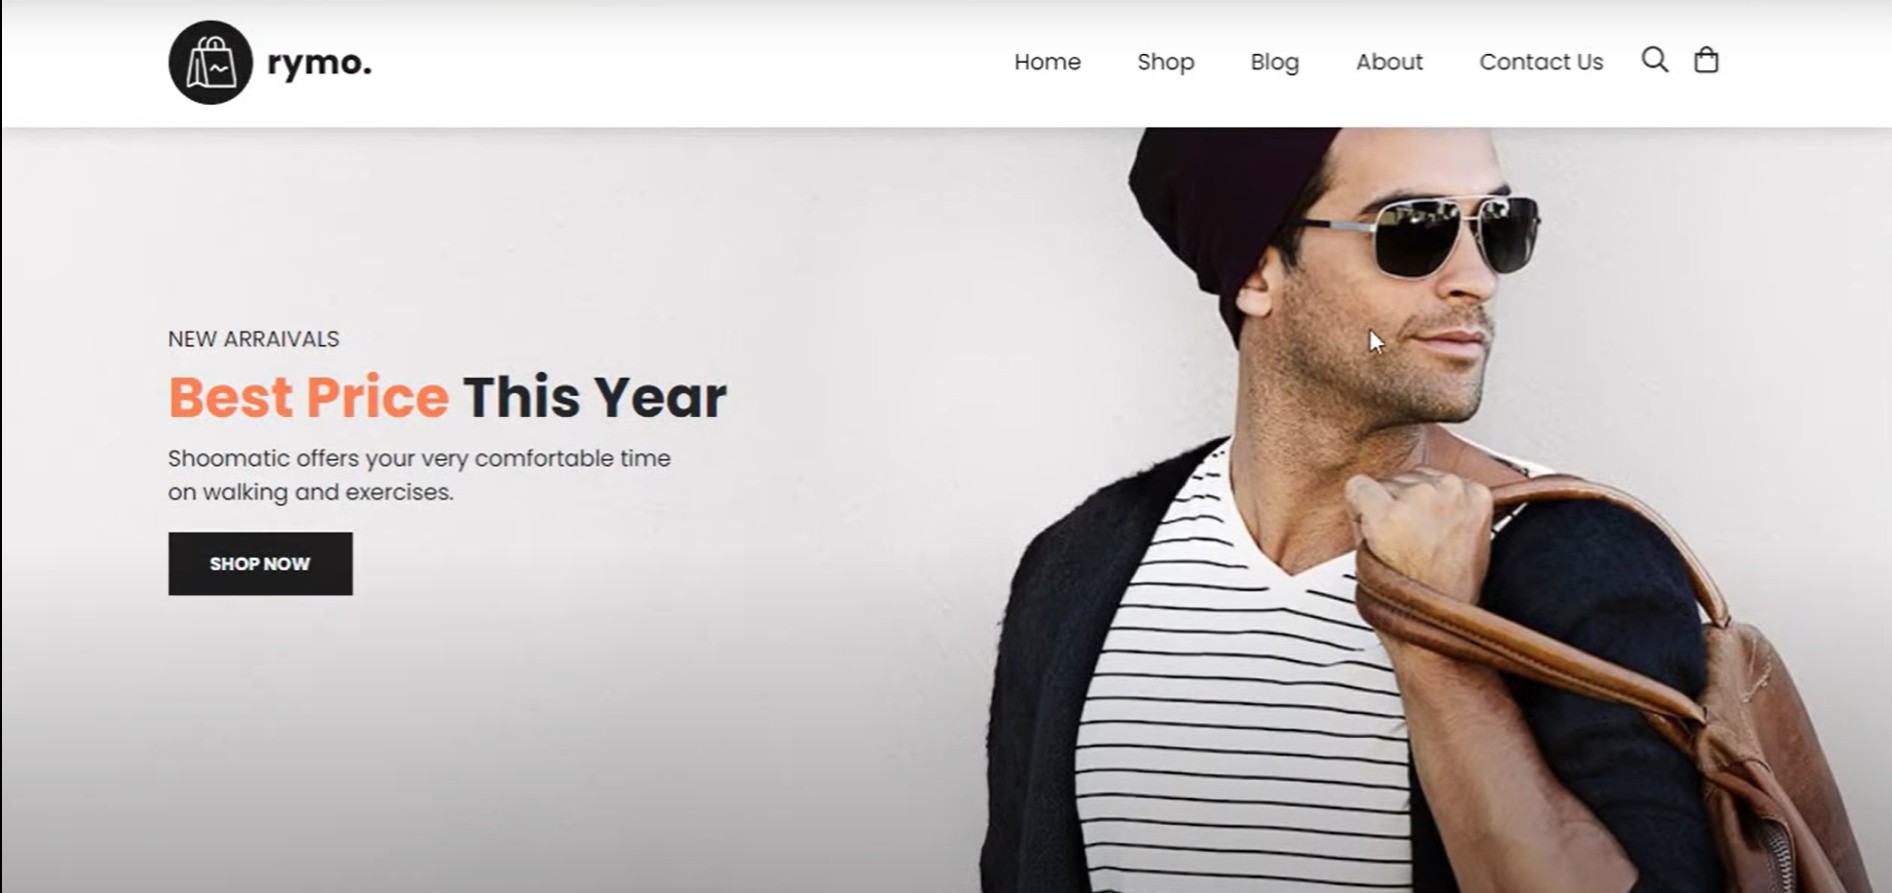 rymo.
Home Shop Blog About Contact Us
NEW ARRAIVALS
Best Price This Year
Shoomatic offers your very comfortable time
on walking and exercises.
SHOP NOW